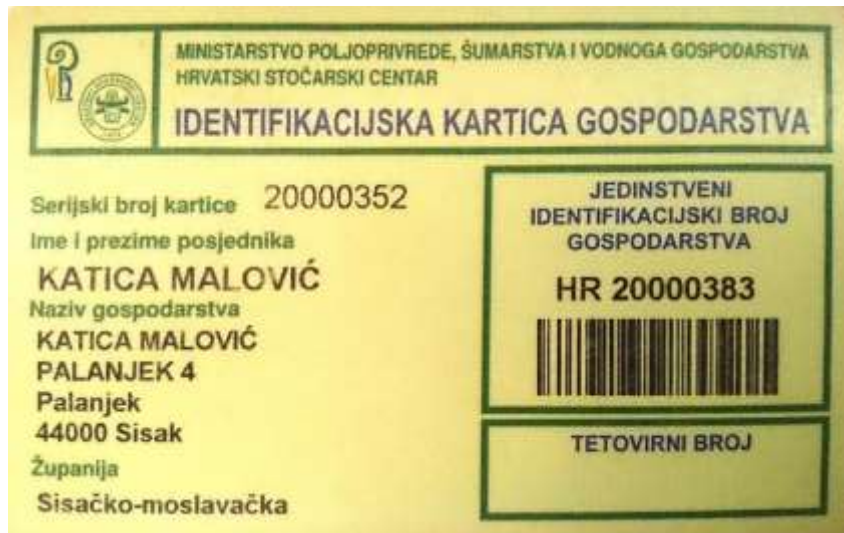 MINISTARSTVO POLJOPRIVREDE, ŠUMARSTVA I VODNOGA GOSPODARSTVA
HRVATSKI STOČARSKI CENTAR
IDENTIFIKACIJSKA KARTICA GOSPODARSTVA
Serijski broj kartice 20000352
Ime i prezime posjednika
KATICA MALOVIĆ
Naziv gospodarstva
KATICA MALOVIĆ
PALANJEK 4
Palanjek
44000 Sisak
Županija
Sisačko-moslavačka
JEDINSTVENI
IDENTIFIKACIJSKI BROJ
GOSPODARSTVA
HR 20000383
TETOVIRNI BROJ